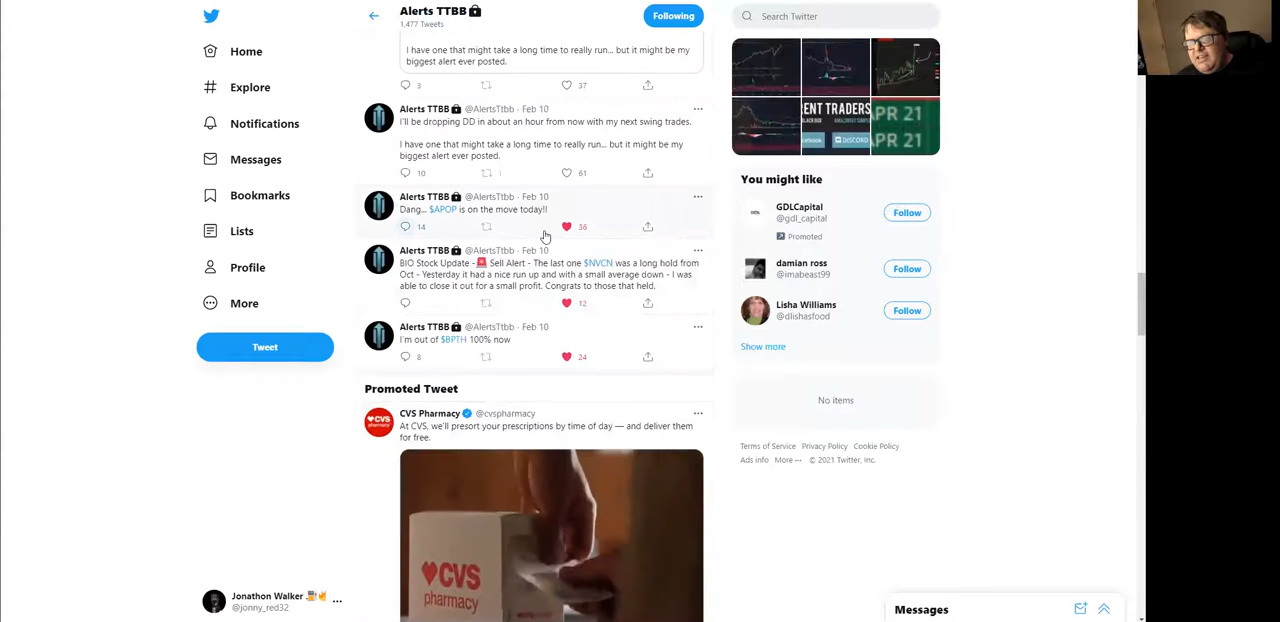 Alerts TTBB
1,477 Tweets
Following
Search Twitter
Home
Explore
Notifications
Messages
Bookmarks
Lists
Profile
More
Tweet
Jonathon Walker
@jonny_red32
I have one that might take a long time to really run... but it might be my
biggest alert ever posted.
3
37
Alerts TTBB @AlertsTtbb · Feb 10
I'll be dropping DD in about an hour from now with my next swing trades.
I have one that might take a long time to really run... but it might be my
biggest alert ever posted.
10
1
61
Alerts TTBB @AlertsTtbb · Feb 10
Dang... $APOP is on the move today!!
14
36
Alerts TTBB @AlertsTtbb · Feb 10
BIO Stock Update -🚨 Sell Alert - The last one $NVCN was a long hold from
Oct - Yesterday it had a nice run up and with a small average down - I was
able to close it out for a small profit. Congrats to those that held.
12
Alerts TTBB @AlertsTtbb · Feb 10
I'm out of $BPTH 100% now
8
24
Promoted Tweet
CVS Pharmacy @cvspharmacy
At CVS, we'll presort your prescriptions by time of day — and deliver them
for free.
CVS
pharmacy
ENT TRADERS
DISCORD
APR 21
APR 21
You might like
GDLCapital
@gdl_capital
Promoted
Follow
damian ross
@imabeast99
Follow
Lisha Williams
@dlishasfood
Follow
Show more
No items
Terms of Service Privacy Policy Cookie Policy
Ads info More ··· © 2021 Twitter, Inc.
Messages